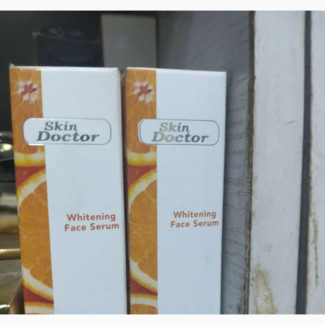 Skin
Doctor
Whitening
Face Serum
Skin
Doctor
Whitening
Face Serum